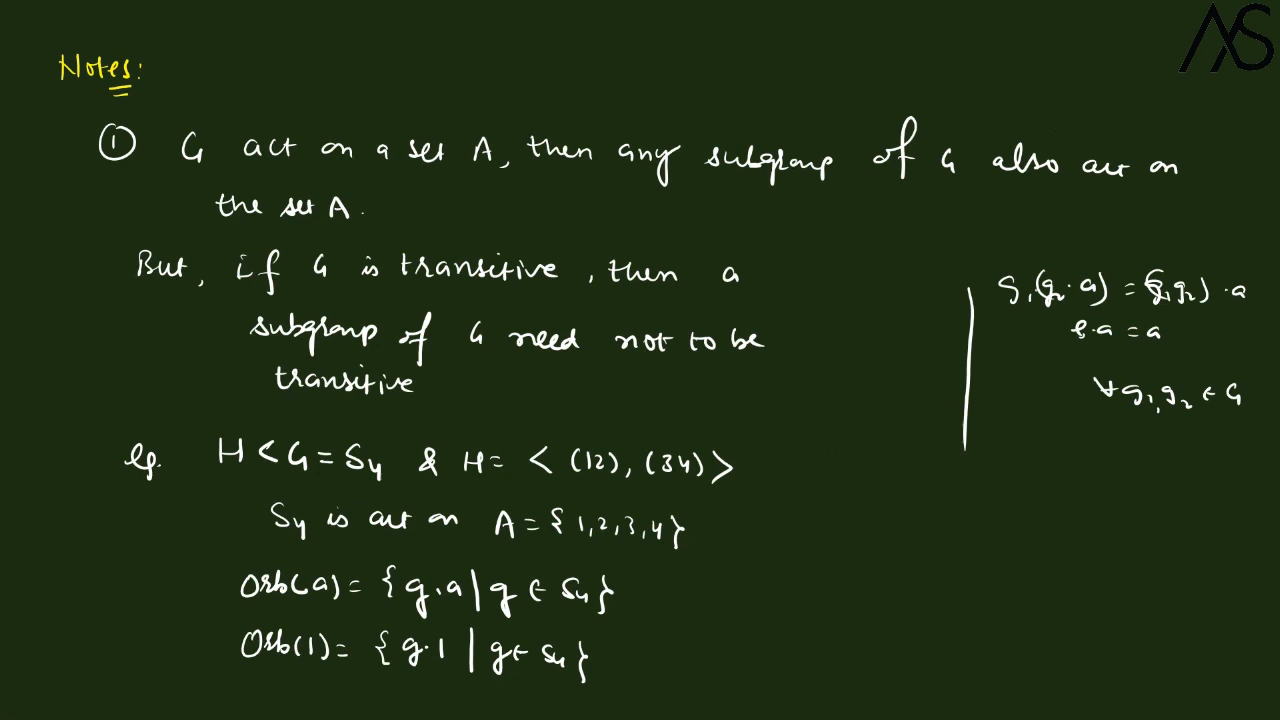 AS
Notes:
① G act on a set A, then any subgroup of G also act on
the set A.
But, if G is transitive, then a
subgroup of G need not to be
transitive
g₁(g₂·a) = (g₁g₂)·a
e·a = a
∀ g₁, g₂ ∈ G
eg. H < G = S₄ & H = < (12), (34) >
S₄ is act on A = {1,2,3,4}
Orb(a) = {g·a | g ∈ S₄}
Orb(1) = {g·1 | g ∈ S₄}